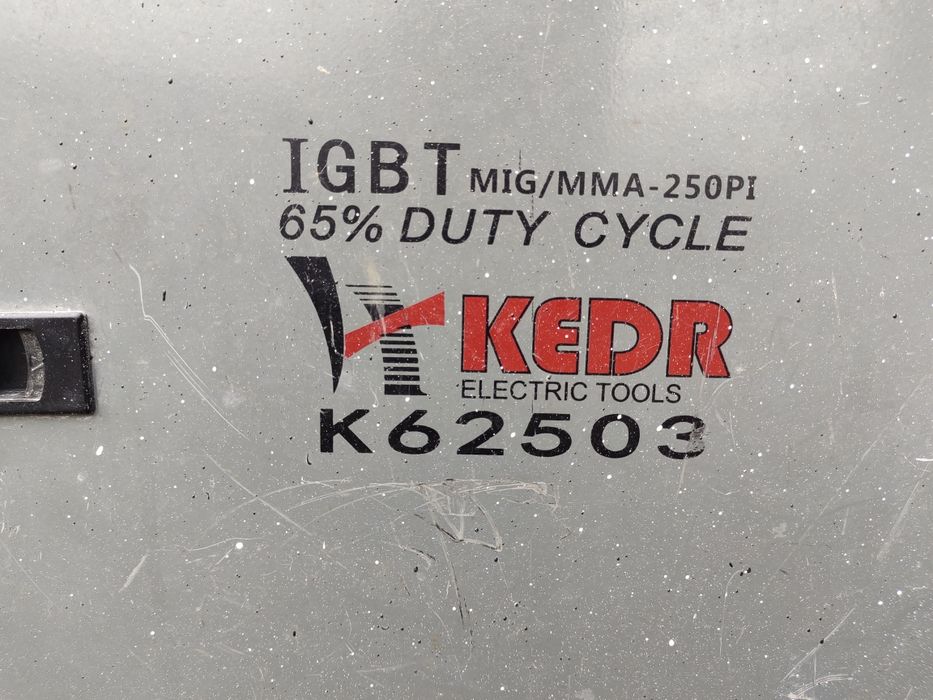 IGBT MIG/MMA-250PI
65% DUTY CYCLE
KEDR
ELECTRIC TOOLS
K62503